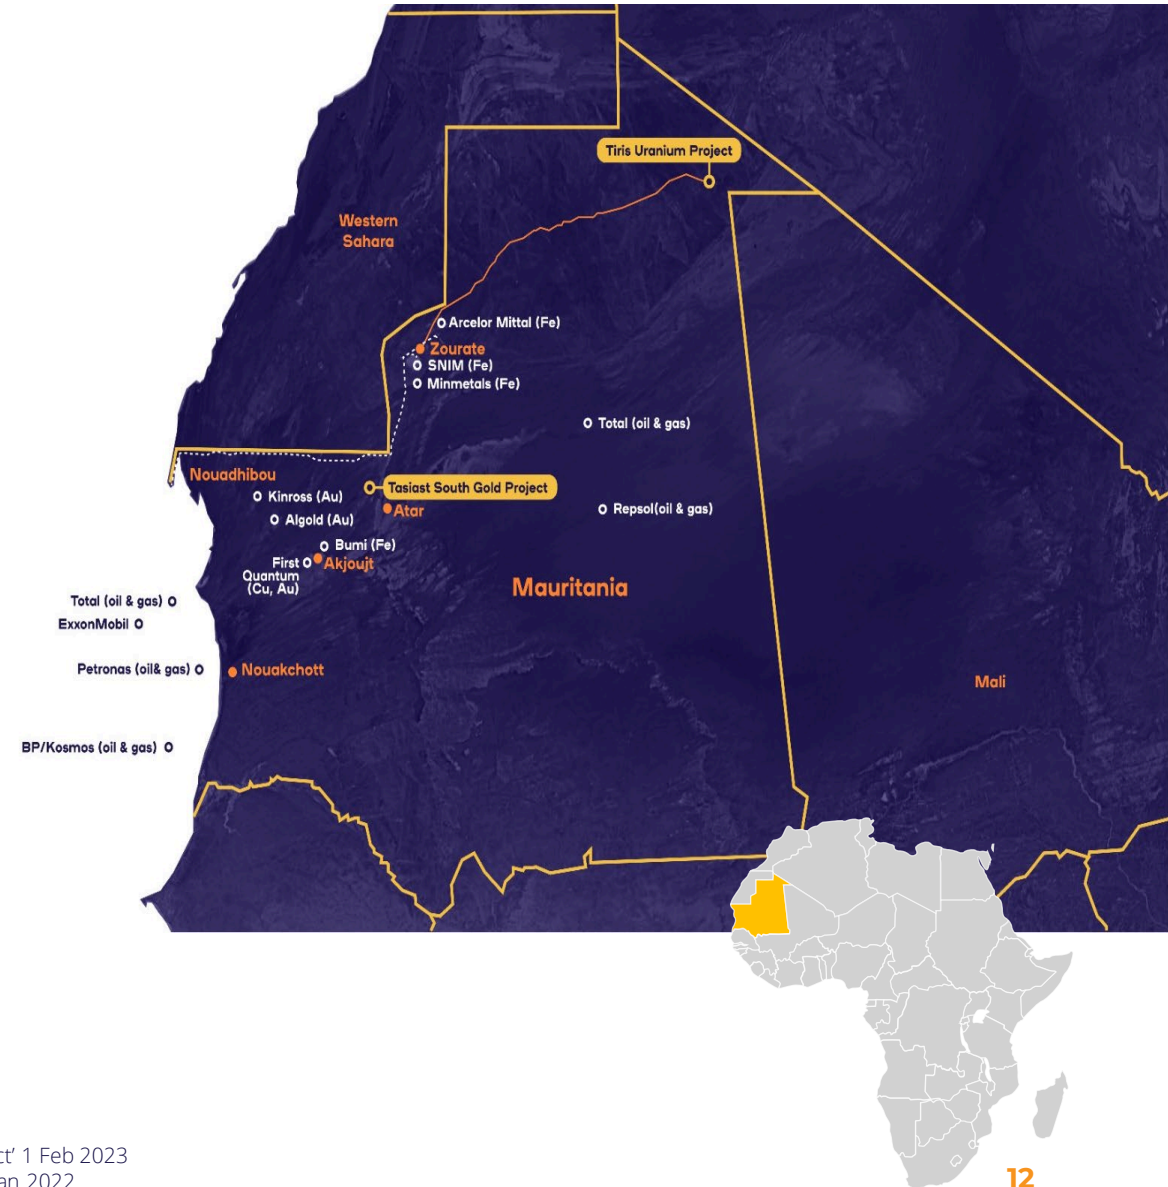 Tiris Uranium Project
Western
Sahara
Arcelor Mittal (Fe)
Zourate
SNIM (Fe)
Minmetals (Fe)
Total (oil & gas)
Nouadhibou
Kinross (Au)
Tasiast South Gold Project
Algold (Au)
Atar
Repsol(oil & gas)
Bumi (Fe)
First
Quantum
(Cu, Au)
Akjoujt
Mauritania
Total (oil & gas)
ExxonMobil
Petronas (oil& gas)
Nouakchott
Mali
BP/Kosmos (oil & gas)
ct’ 1 Feb 2023
an 2022
12